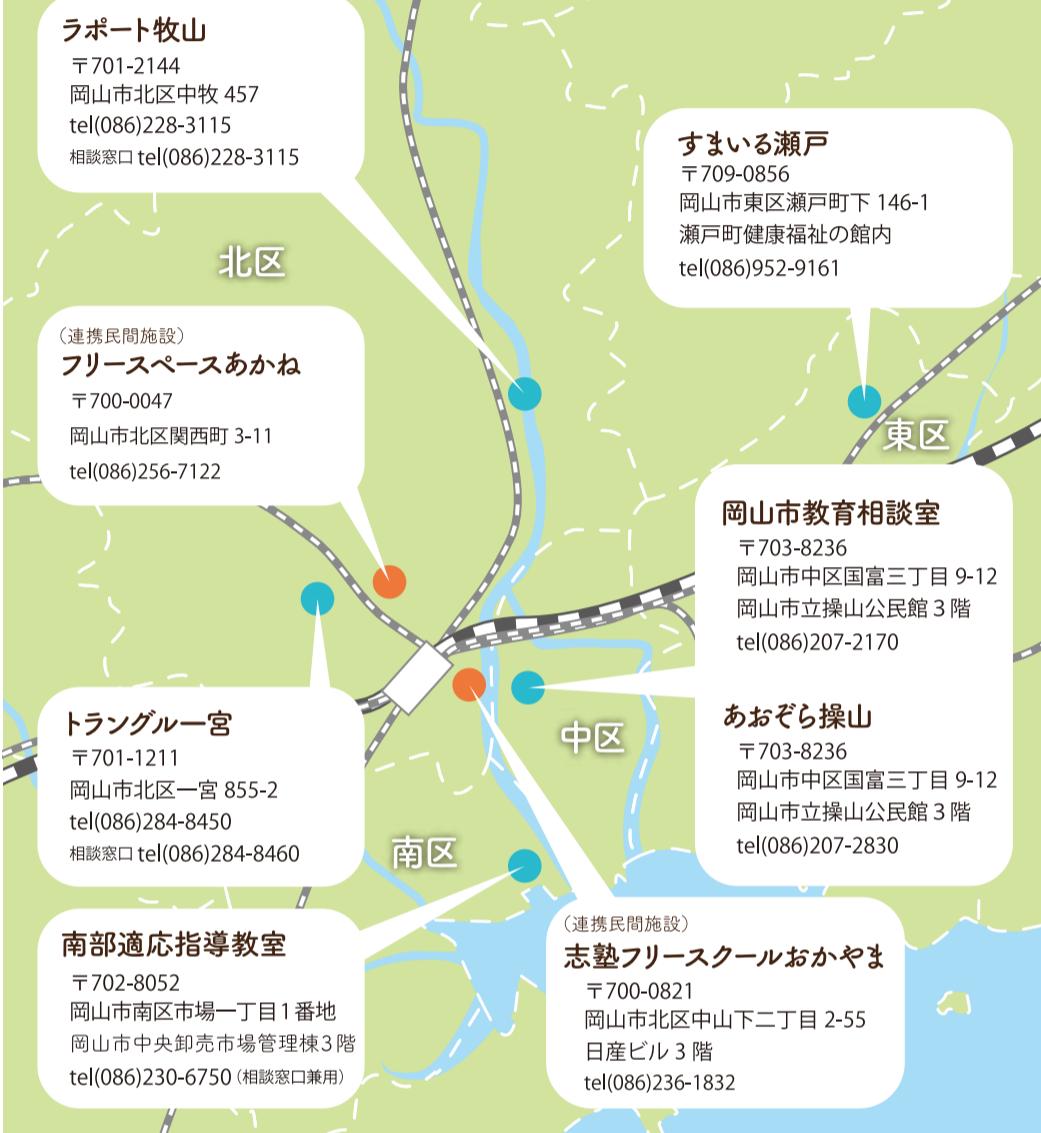 ラポート牧山
〒701-2144
岡山市北区中牧 457
tel(086)228-3115
相談窓口 tel(086)228-3115
すまいる瀬戸
〒709-0856
岡山市東区瀬戸町下 146-1
瀬戸町健康福祉の館内
tel(086)952-9161
北区
(連携民間施設)
フリースペースあかね
〒700-0047
岡山市北区関西町 3-11
tel(086)256-7122
東区
岡山市教育相談室
〒703-8236
岡山市中区国富三丁目 9-12
岡山市立操山公民館 3 階
tel(086)207-2170
あおぞら操山
〒703-8236
岡山市中区国富三丁目 9-12
岡山市立操山公民館 3 階
tel(086)207-2830
トラングル一宮
〒701-1211
岡山市北区一宮 855-2
tel(086)284-8450
相談窓口 tel(086)284-8460
中区
南区
南部適応指導教室
〒702-8052
岡山市南区市場一丁目1番地
岡山市中央卸売市場管理棟3階
tel(086)230-6750 (相談窓口兼用)
(連携民間施設)
志塾フリースクールおかやま
〒700-0821
岡山市北区中山下二丁目 2-55
日産ビル 3 階
tel(086)236-1832